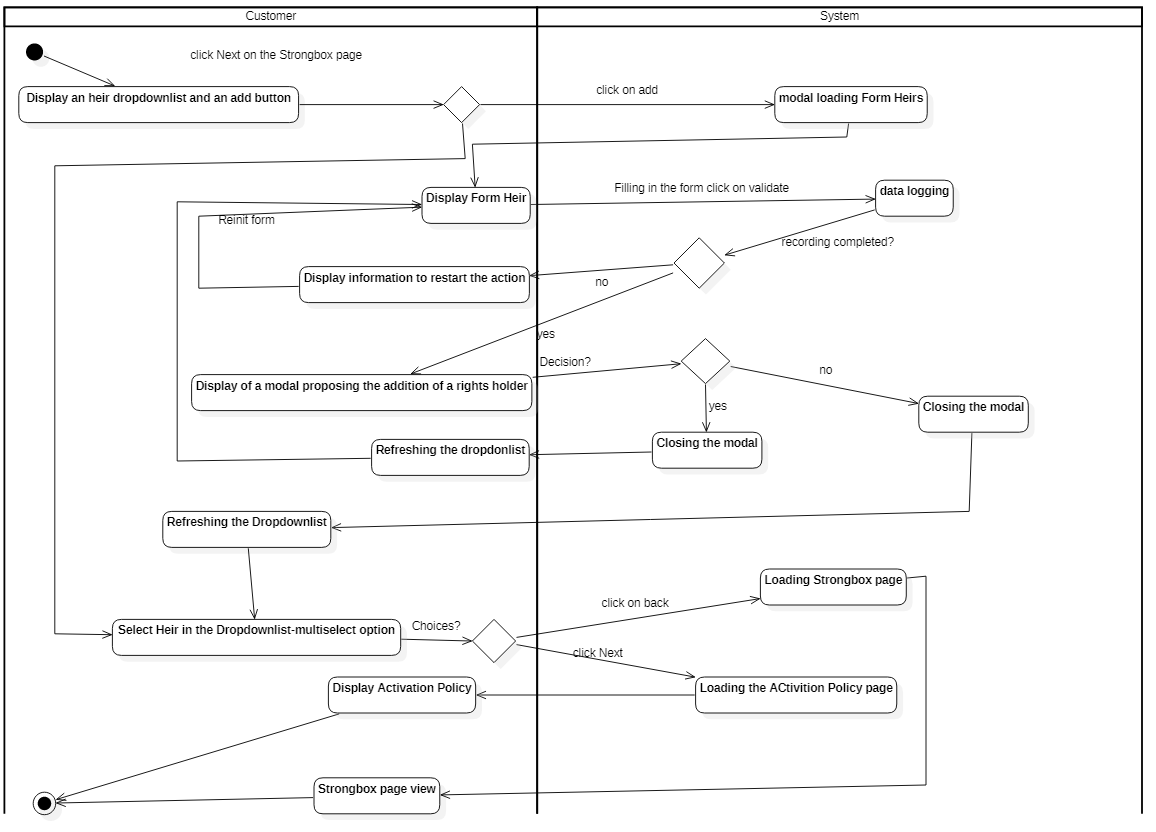 Customer
System
click Next on the Strongbox page
Display an heir dropdownlist and an add button
click on add
modal loading Form Heirs
Display Form Heir
Filling in the form click on validate
data logging
Reinit form
recording completed?
Display information to restart the action
no
yes
Decision?
Display of a modal proposing the addition of a rights holder
no
yes
Closing the modal
Refreshing the dropdonlist
Closing the modal
Refreshing the Dropdownlist
Loading Strongbox page
click on back
Select Heir in the Dropdownlist-multiselect option
Choices?
click Next
Display Activation Policy
Loading the ACtivition Policy page
Strongbox page view